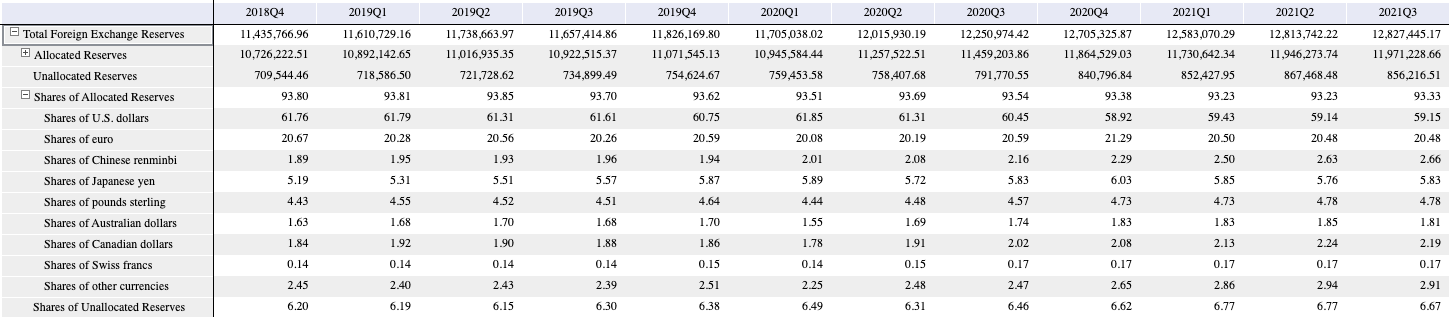 2018Q4 2019Q1 2019Q2 2019Q3 2019Q4 2020Q1 2020Q2 2020Q3 2020Q4 2021Q1 2021Q2 2021Q3
Total Foreign Exchange Reserves 11,435,766.96 11,610,729.16 11,738,663.97 11,657,414.86 11,826,169.80 11,705,038.02 12,015,930.19 12,250,974.42 12,705,325.87 12,583,070.29 12,813,742.22 12,827,445.17
Allocated Reserves 10,726,222.51 10,892,142.65 11,016,935.35 10,922,515.37 11,071,545.13 10,945,584.44 11,257,522.51 11,459,203.86 11,864,529.03 11,730,642.34 11,946,273.74 11,971,228.66
Unallocated Reserves 709,544.46 718,586.50 721,728.62 734,899.49 754,624.67 759,453.58 758,407.68 791,770.55 840,796.84 852,427.95 867,468.48 856,216.51
Shares of Allocated Reserves 93.80 93.81 93.85 93.70 93.62 93.51 93.69 93.54 93.38 93.23 93.23 93.33
Shares of U.S. dollars 61.76 61.79 61.31 61.61 60.75 61.85 61.31 60.45 58.92 59.43 59.14 59.15
Shares of euro 20.67 20.28 20.56 20.26 20.59 20.08 20.19 20.59 21.29 20.50 20.48 20.48
Shares of Chinese renminbi 1.89 1.95 1.93 1.96 1.94 2.01 2.08 2.16 2.29 2.50 2.63 2.66
Shares of Japanese yen 5.19 5.31 5.51 5.57 5.87 5.89 5.72 5.83 6.03 5.85 5.76 5.83
Shares of pounds sterling 4.43 4.55 4.52 4.51 4.64 4.44 4.48 4.57 4.73 4.73 4.78 4.78
Shares of Australian dollars 1.63 1.68 1.70 1.68 1.70 1.55 1.69 1.74 1.83 1.83 1.85 1.81
Shares of Canadian dollars 1.84 1.92 1.90 1.88 1.86 1.78 1.91 2.02 2.08 2.13 2.24 2.19
Shares of Swiss francs 0.14 0.14 0.14 0.14 0.15 0.14 0.15 0.17 0.17 0.17 0.17 0.17
Shares of other currencies 2.45 2.40 2.43 2.39 2.51 2.25 2.48 2.47 2.65 2.86 2.94 2.91
Shares of Unallocated Reserves 6.20 6.19 6.15 6.30 6.38 6.49 6.31 6.46 6.62 6.77 6.77 6.67